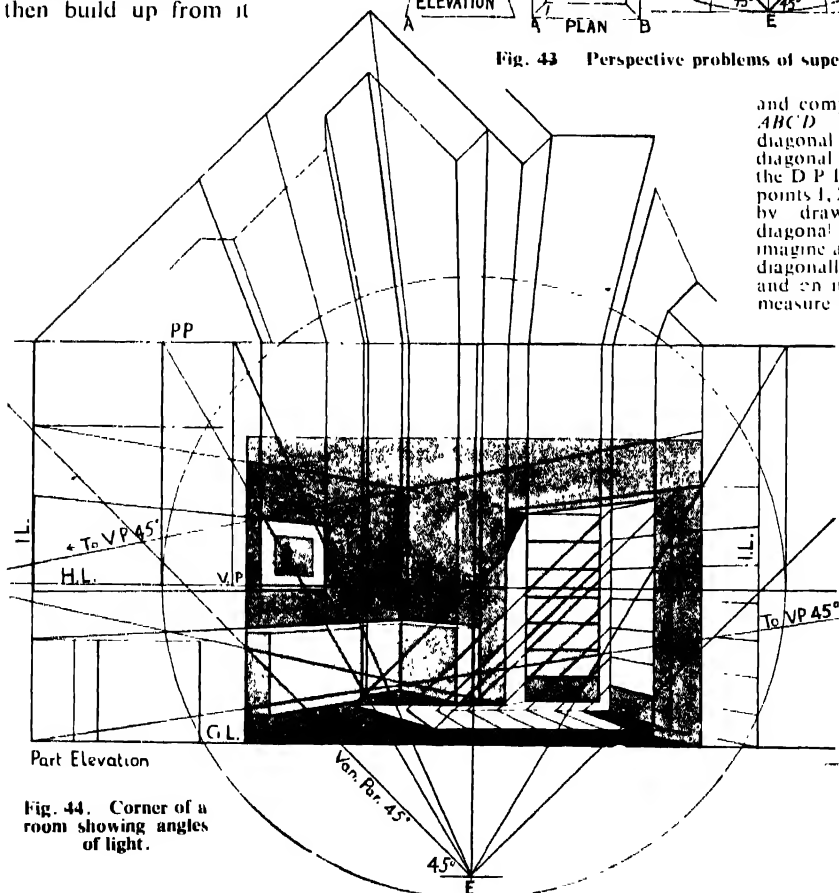 then build up from it
ELEVATION
A
A
PLAN
B
45°
E
Fig. 43 Perspective problems of supe
and com
ABCD
diagonal
diagonal
the D P
points 1,
by draw
diagonal
imagine a
diagonall
and on i
measure
PP
I.L.
← To V P 45°
H.L.
V.P
I.L.
To VP 45°
G.L.
Part Elevation
Van. Par. 45°
Fig. 44. Corner of a
room showing angles
of light.
45°
E